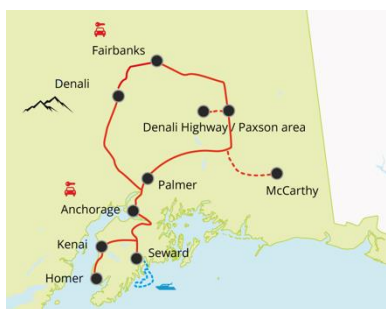 Fairbanks
Denali
Denali Highway / Paxson area
Palmer
McCarthy
Anchorage
Kenai
Seward
Homer